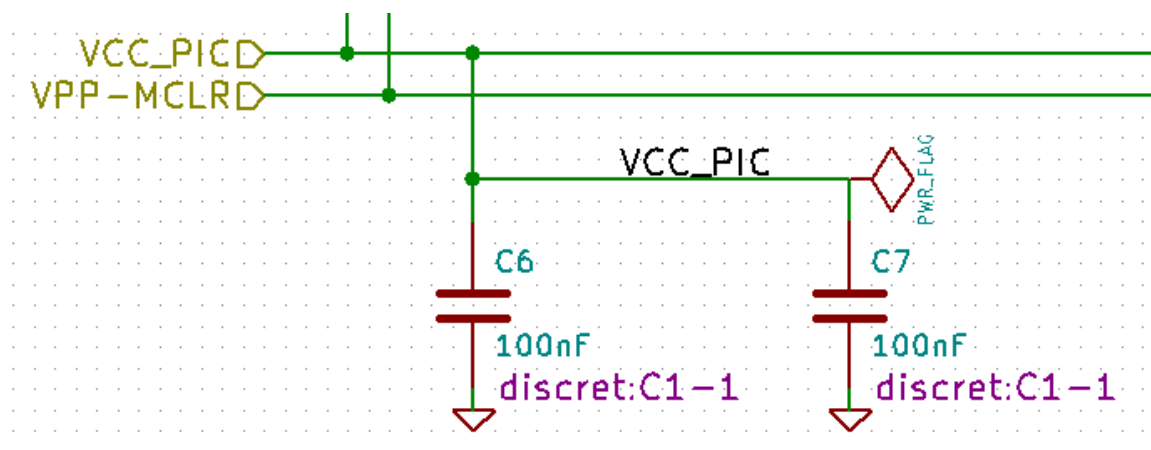 VCC_PIC
VPP-MCLR
VCC_PIC
PWR_FLAG
C6
C7
100nF
100nF
discret:C1-1
discret:C1-1